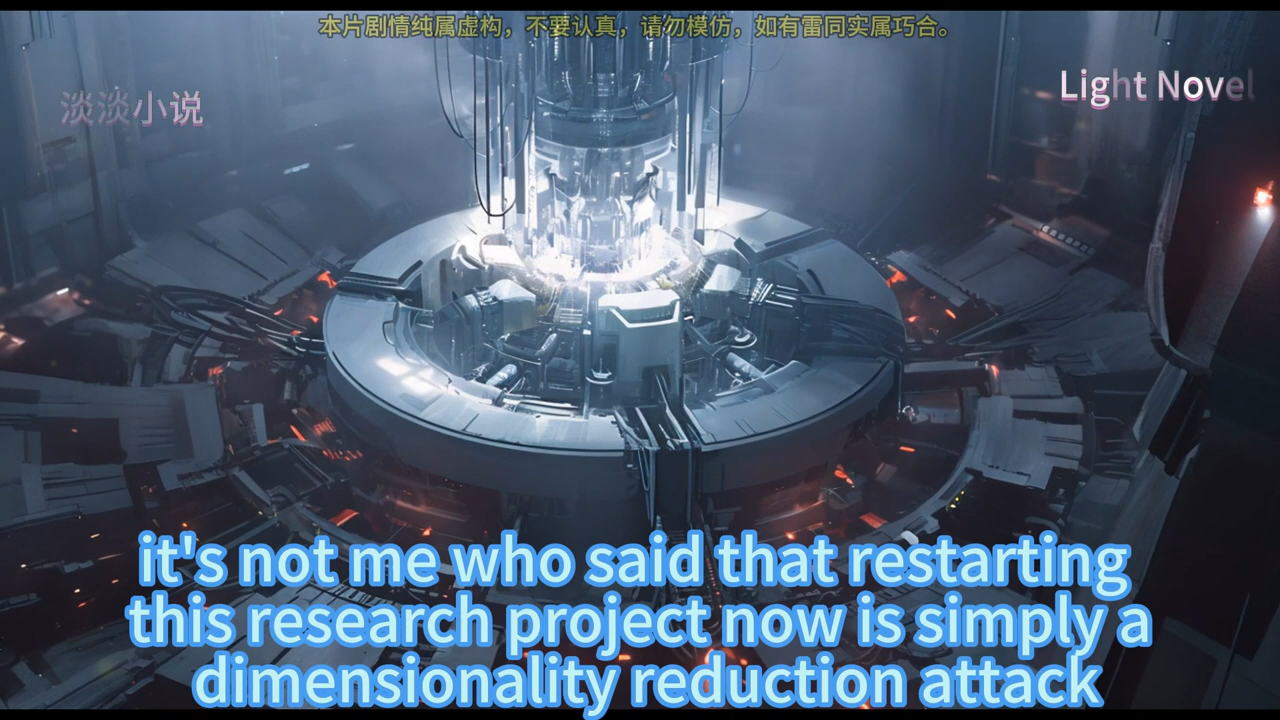 本片剧情纯属虚构，不要认真，请勿模仿，如有雷同实属巧合。
淡淡小说
Light Novel
it's not me who said that restarting
this research project now is simply a
dimensionality reduction attack